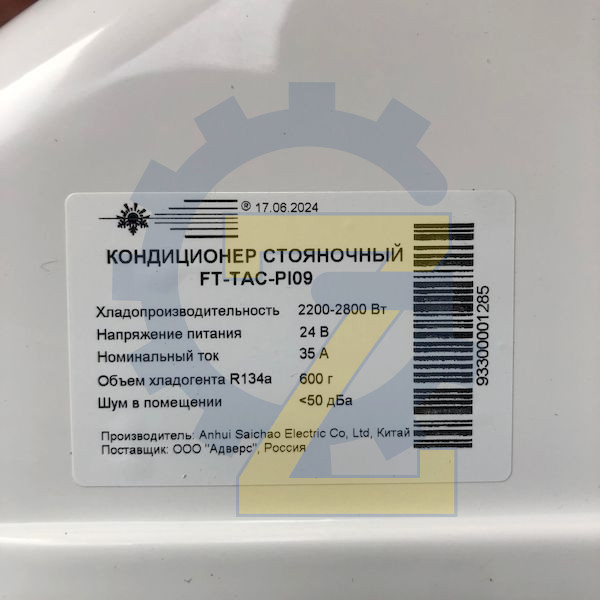 ® 17.06.2024
КОНДИЦИОНЕР СТОЯНОЧНЫЙ
FT-TAC-PI09
Хладопроизводительность 2200-2800 Вт
Напряжение питания 24 В
Номинальный ток 35 А
Объем хладогента R134a 600 г
Шум в помещении <50 дБа
Производитель: Anhui Saichao Electric Co, Ltd, Китай
Поставщик: ООО "Адверс", Россия
93300001285